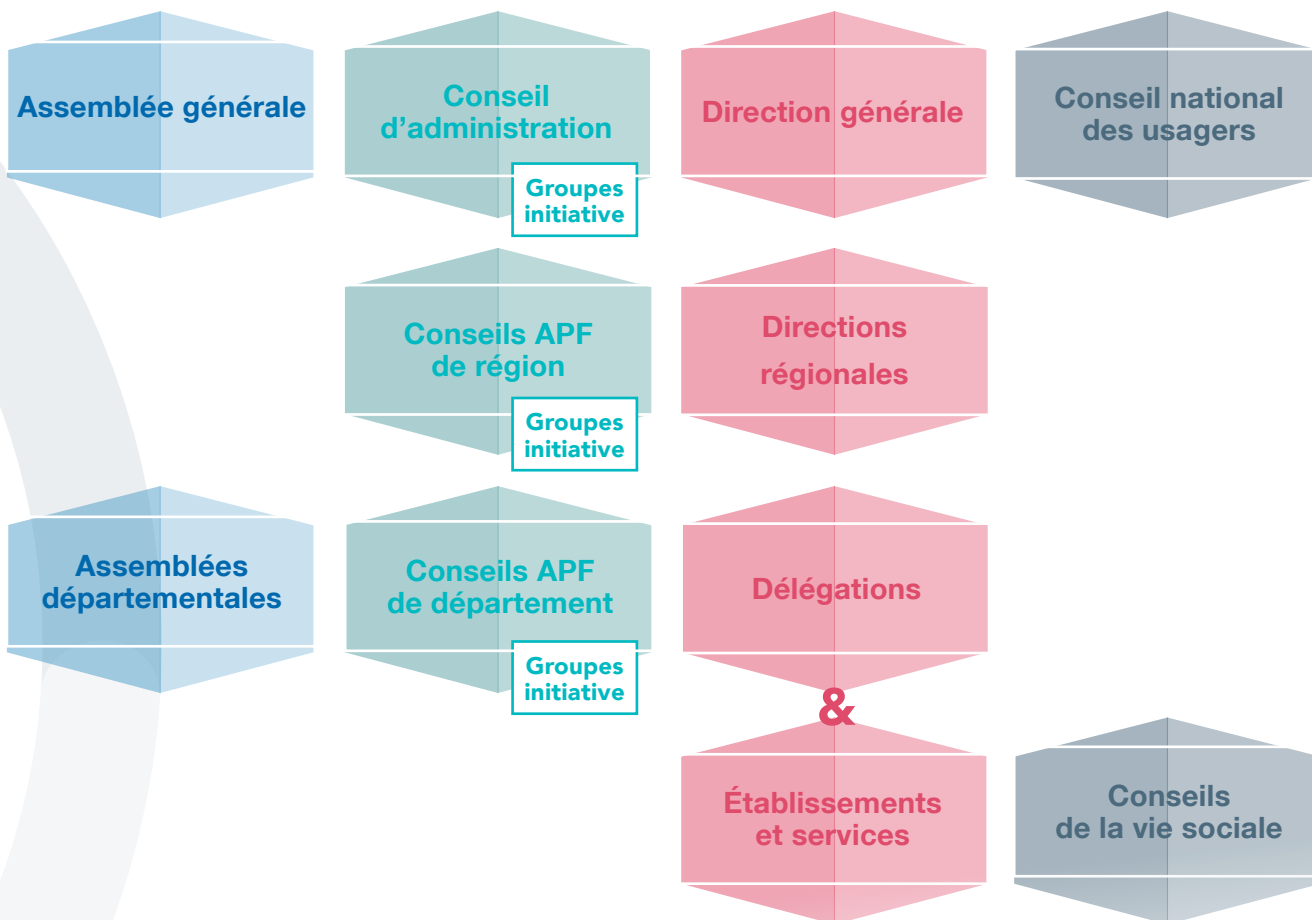 Assemblée générale
Conseil
d'administration
Groupes
initiative
Direction générale
Conseil national
des usagers
Conseils APF
de région
Groupes
initiative
Directions
régionales
Assemblées
départementales
Conseils APF
de département
Groupes
initiative
Délégations
&
Établissements
et services
Conseils
de la vie sociale